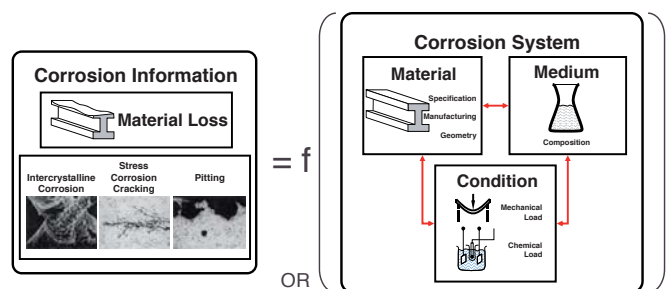 Corrosion Information
Material Loss
Intercrystalline
Corrosion
Stress
Corrosion
Cracking
Pitting
= f
OR
Corrosion System
Material
Specification
Manufacturing
Geometry
Medium
Composition
Condition
Mechanical
Load
Chemical
Load